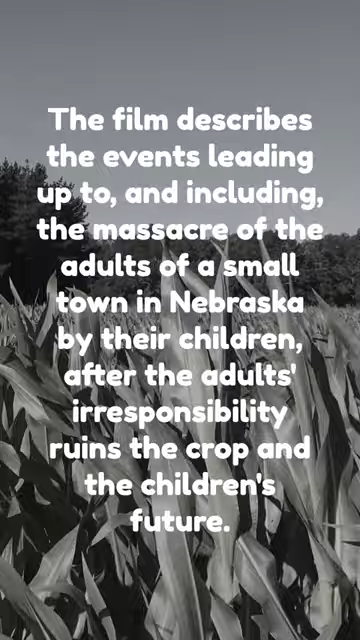 The film describes
the events leading
up to, and including,
the massacre of the
adults of a small
town in Nebraska
by their children,
after the adults'
irresponsibility
ruins the crop and
the children's
future.